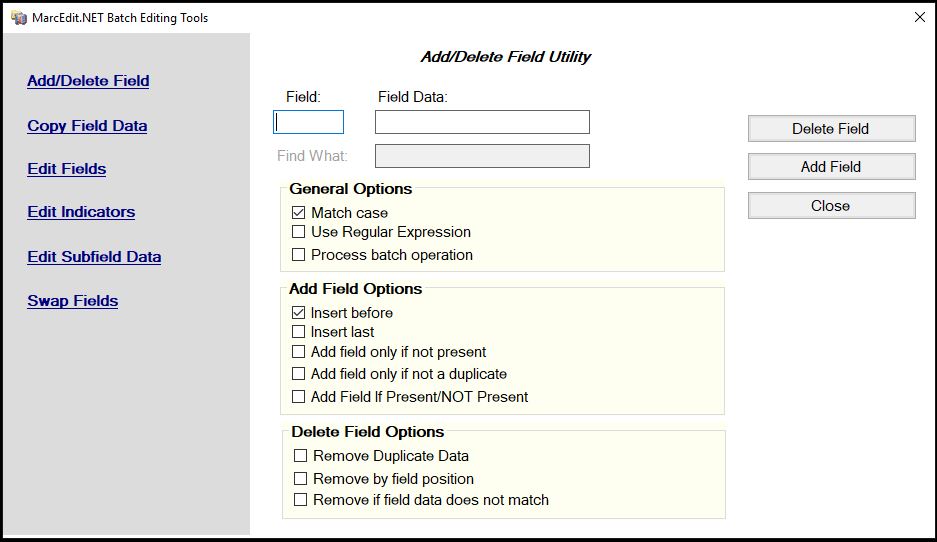 MarcEdit.NET Batch Editing Tools
Add/Delete Field
Copy Field Data
Edit Fields
Edit Indicators
Edit Subfield Data
Swap Fields
Add/Delete Field Utility
Field: Field Data:
Find What:
General Options
Match case
Use Regular Expression
Process batch operation
Add Field Options
Insert before
Insert last
Add field only if not present
Add field only if not a duplicate
Add Field If Present/NOT Present
Delete Field Options
Remove Duplicate Data
Remove by field position
Remove if field data does not match
Delete Field
Add Field
Close